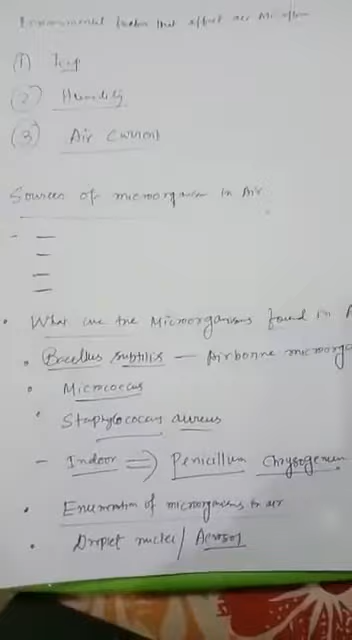 Environmental factors that affect air Microflora
① Temp
② Humidity
③ Air Current
Sources of microorganism in Air
What are the Microorganisms found in A
Bacillus subtilis — Airborne microorga
Micrococcus
Staphylococcus aureus
- Indoor ⇒ Penicillum Chrysogenum
Enumeration of microorganisms in air
Droplet nuclei / Aerosol